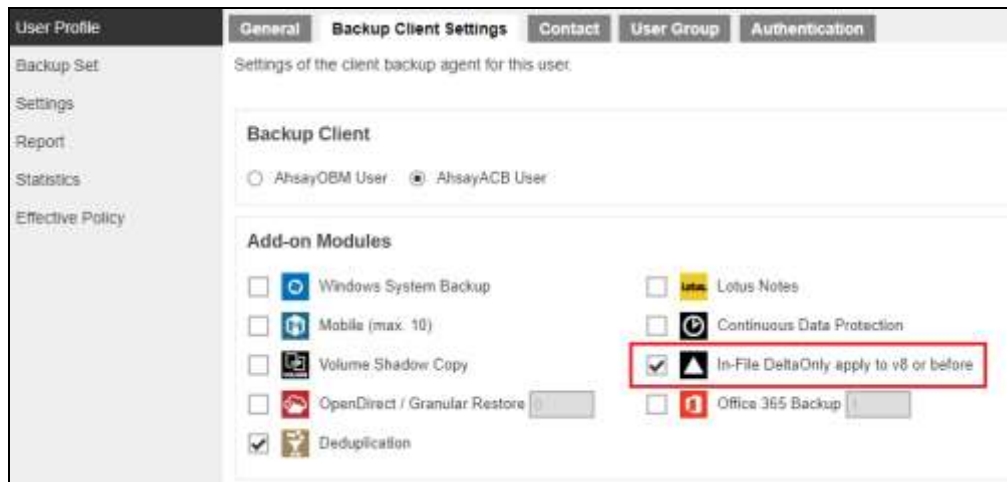 User Profile
General Backup Client Settings Contact User Group Authentication
Backup Set
Settings
Report
Statistics
Effective Policy
Settings of the client backup agent for this user.
Backup Client
AhsayOBM User AhsayACB User
Add-on Modules
Windows System Backup
Lotus Lotus Notes
Mobile (max. 10)
Continuous Data Protection
Volume Shadow Copy
In-File DeltaOnly apply to v8 or before
OpenDirect / Granular Restore 0
Office 365 Backup 1
Deduplication